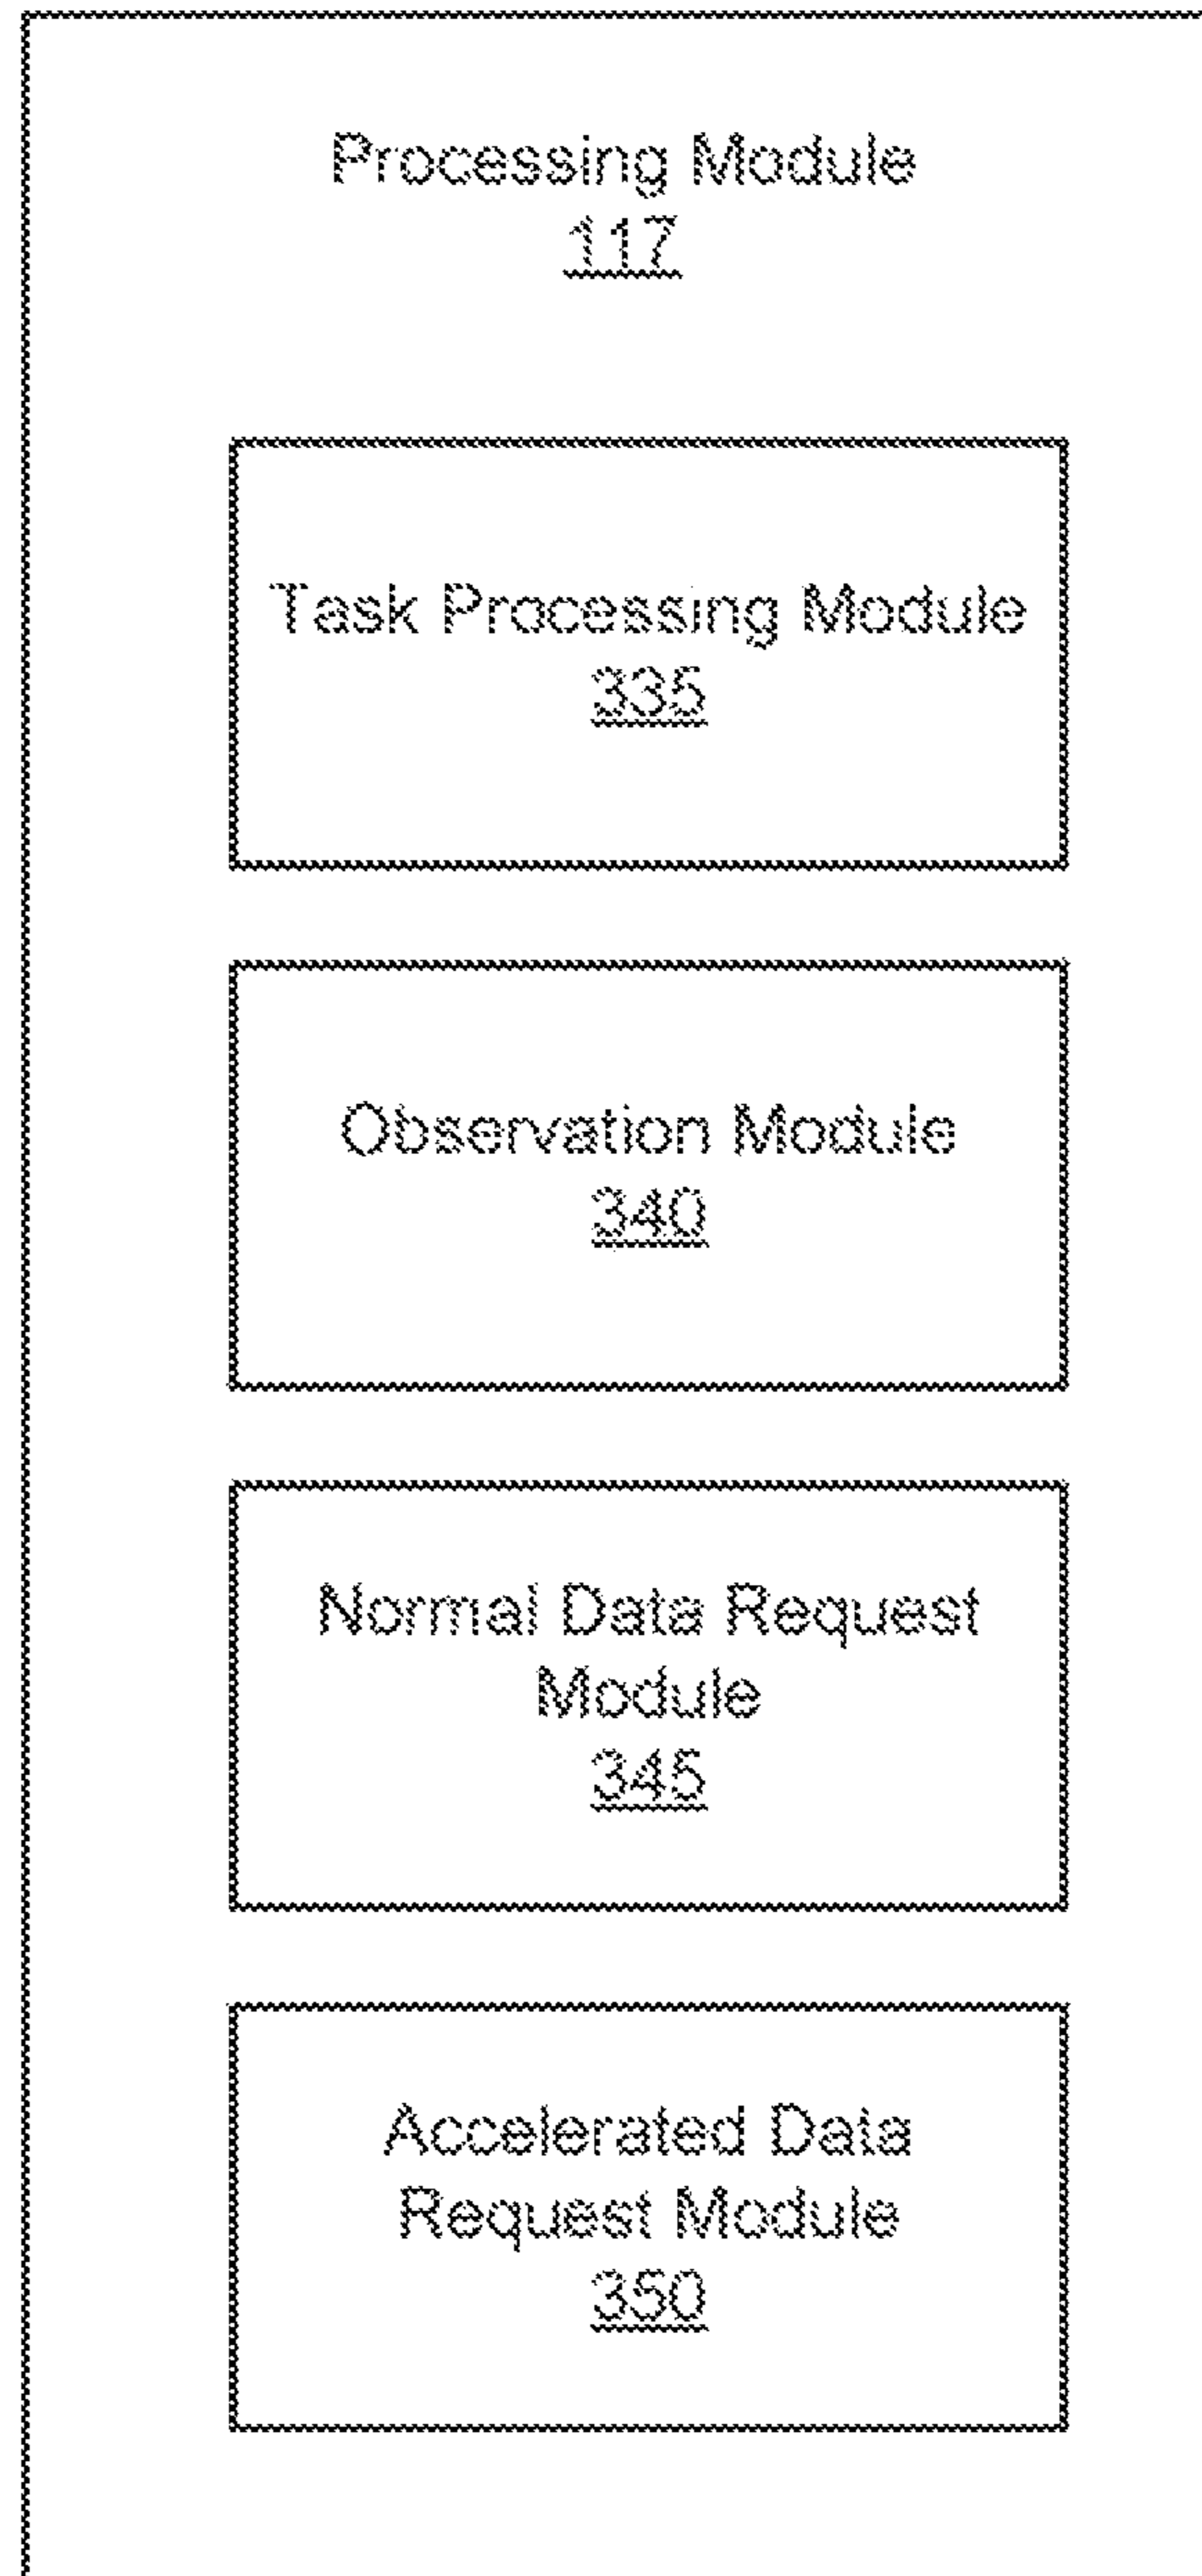 Processing Module
117
Task Processing Module
335
Observation Module
340
Normal Data Request
Module
345
Accelerated Data
Request Module
350